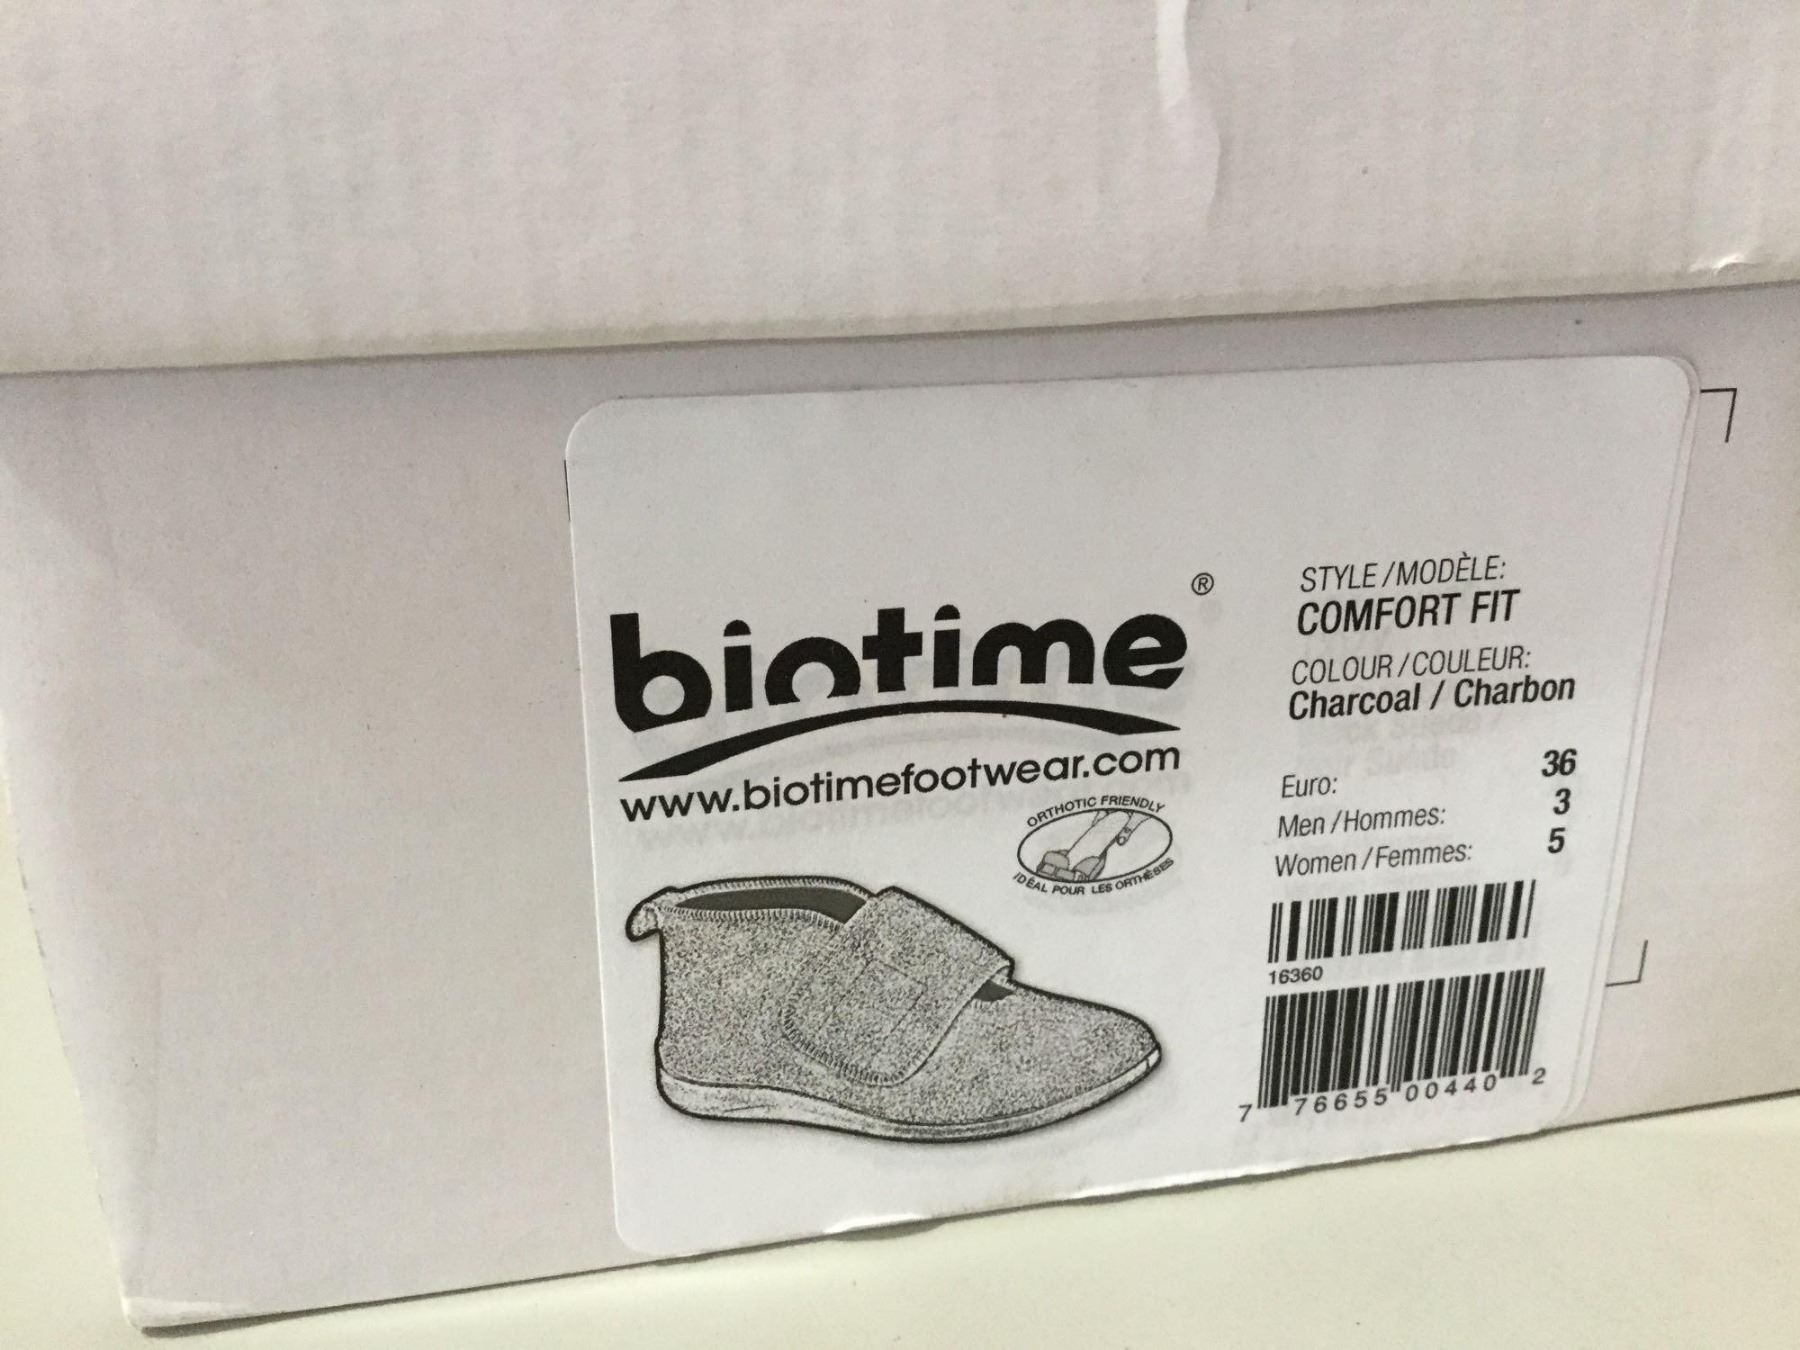 biotime®
www.biotimefootwear.com
ORTHOTIC FRIENDLY
IDÉAL POUR LES ORTHÈSES
STYLE/MODÈLE:
COMFORT FIT
COLOUR/COULEUR:
Charcoal / Charbon
Euro: 36
Men/Hommes: 3
Women/Femmes: 5
16360
7 76655 00440 2